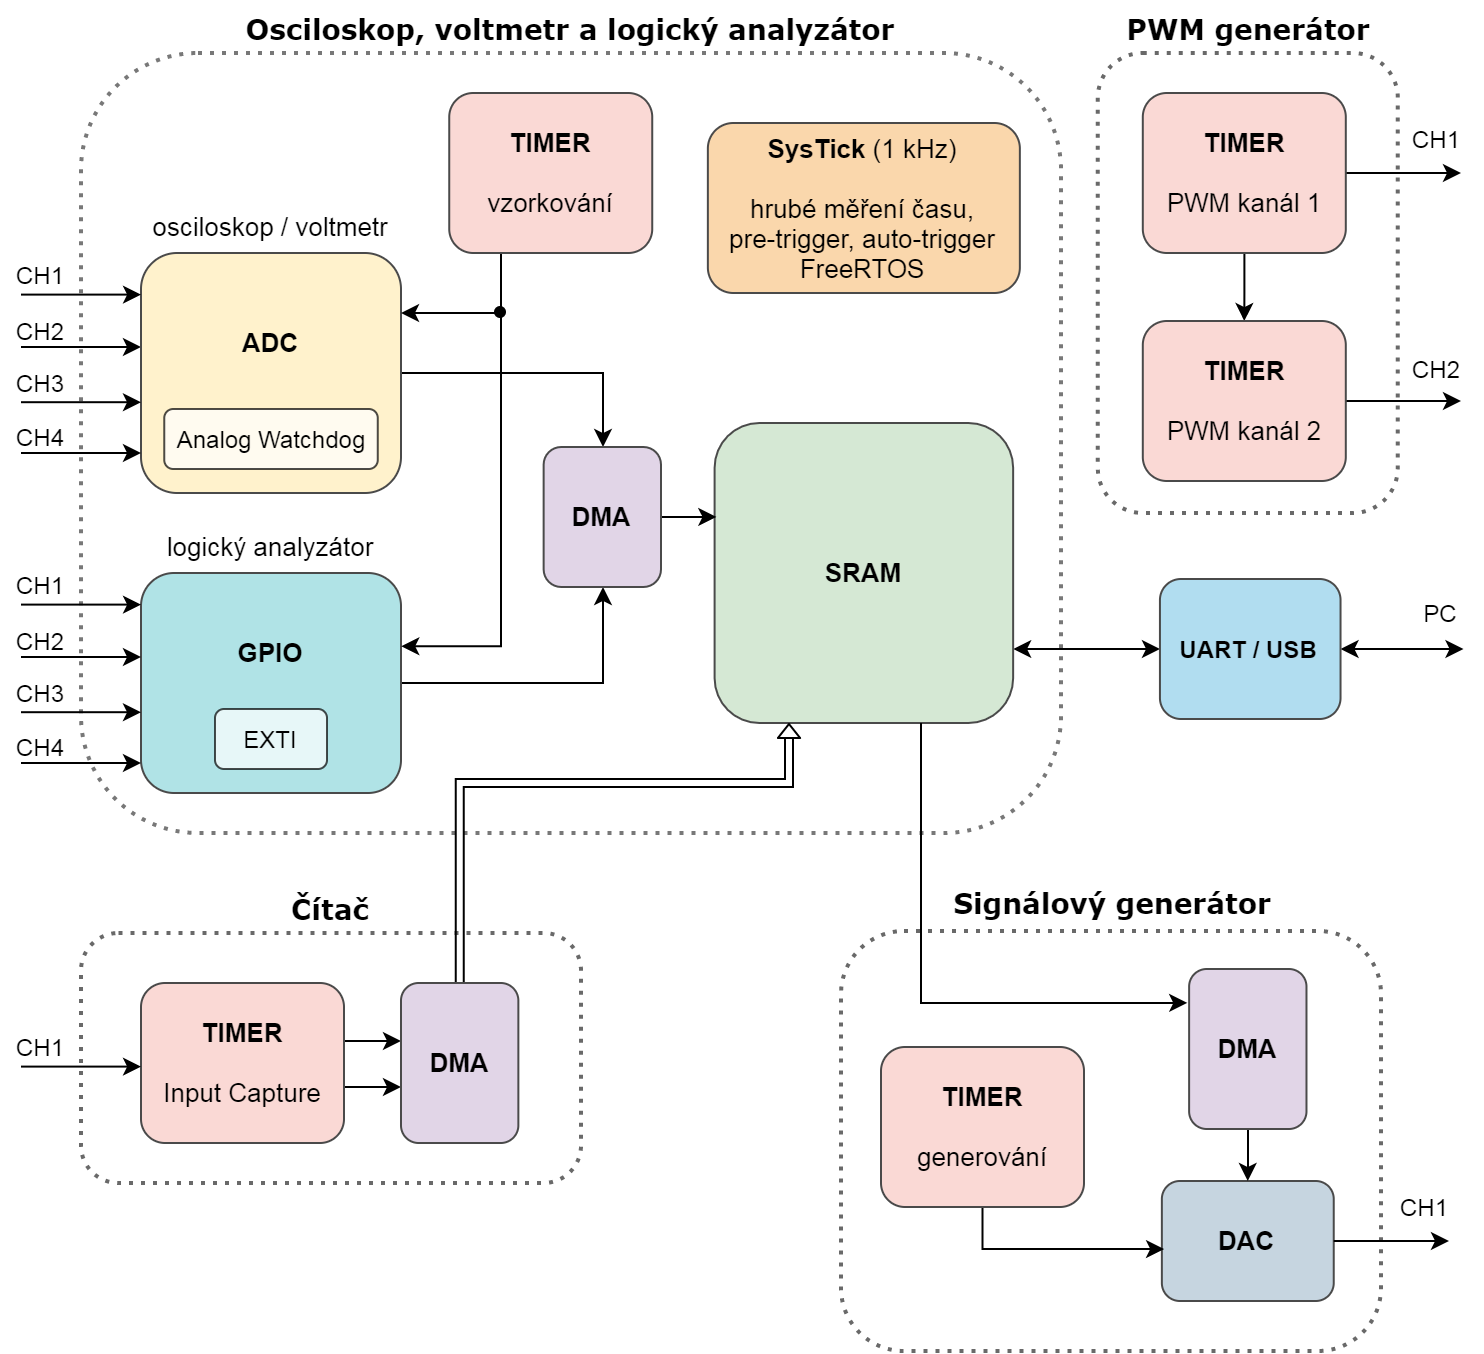 Osciloskop, voltmetr a logický analyzátor
TIMER
vzorkování
SysTick (1 kHz)
hrubé měření času,
pre-trigger, auto-trigger
FreeRTOS
osciloskop / voltmetr
CH1
CH2
CH3
CH4
ADC
Analog Watchdog
DMA
SRAM
logický analyzátor
CH1
CH2
CH3
CH4
GPIO
EXTI
PWM generátor
TIMER
PWM kanál 1
CH1
TIMER
PWM kanál 2
CH2
UART / USB
PC
Čítač
CH1
TIMER
Input Capture
DMA
Signálový generátor
DMA
TIMER
generování
DAC
CH1